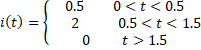 i(t) = { 0.5 0 < t < 0.5
2 0.5 < t < 1.5
0 t > 1.5